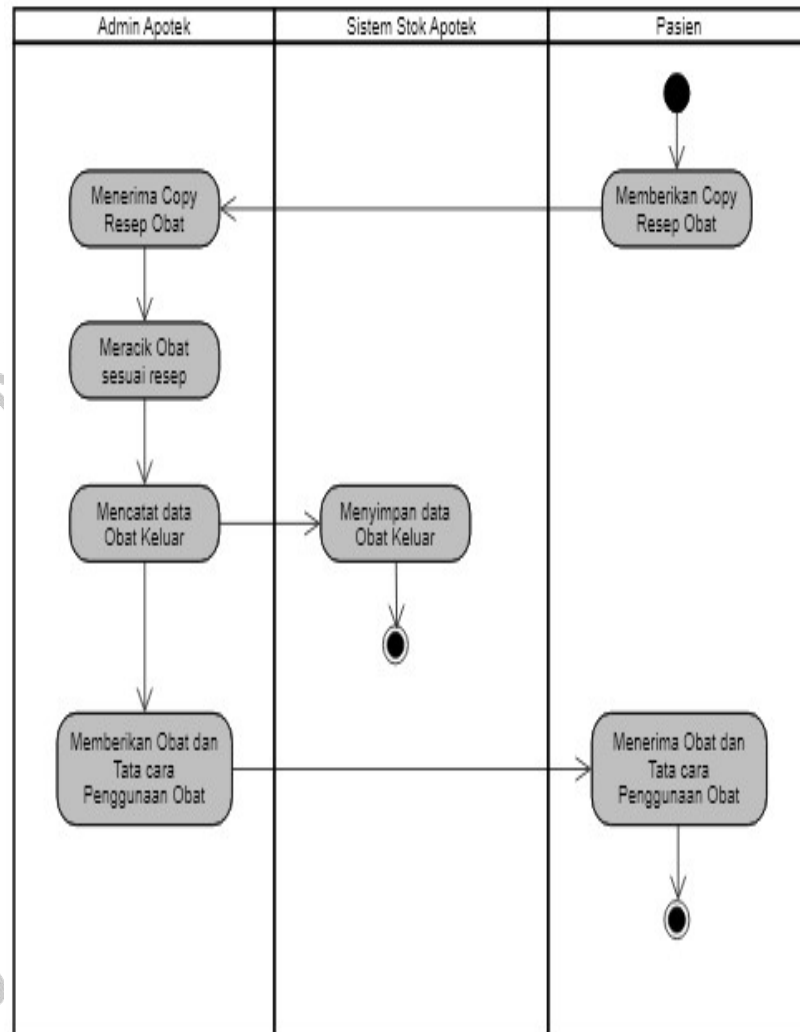 Admin Apotek
Sistem Stok Apotek
Pasien
Menerima Copy
Resep Obat
Memberikan Copy
Resep Obat
Meracik Obat
sesuai resep
Mencatat data
Obat Keluar
Menyimpan data
Obat Keluar
Memberikan Obat dan
Tata cara
Penggunaan Obat
Menerima Obat dan
Tata cara
Penggunaan Obat